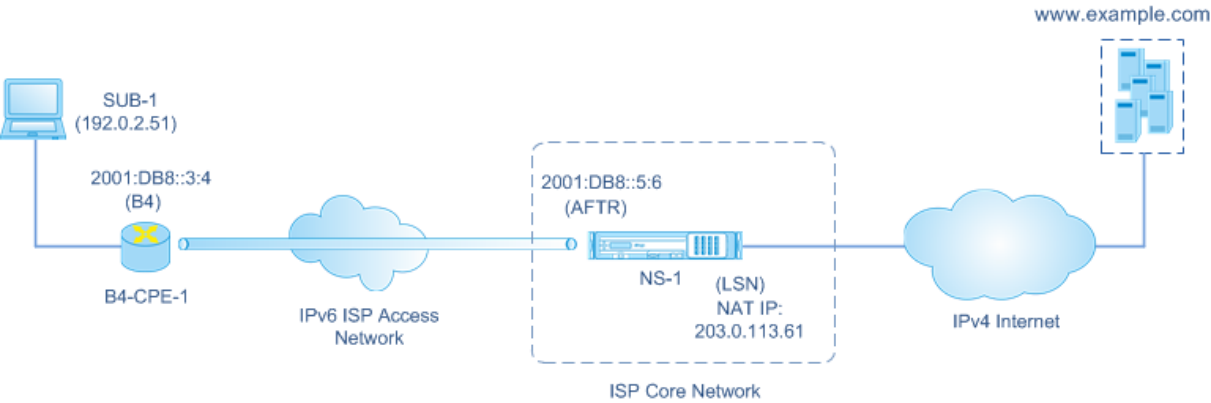 www.example.com
SUB-1
(192.0.2.51)
2001:DB8::3:4
(B4)
B4-CPE-1
IPv6 ISP Access
Network
2001:DB8::5:6
(AFTR)
NS-1
(LSN)
NAT IP:
203.0.113.61
ISP Core Network
IPv4 Internet